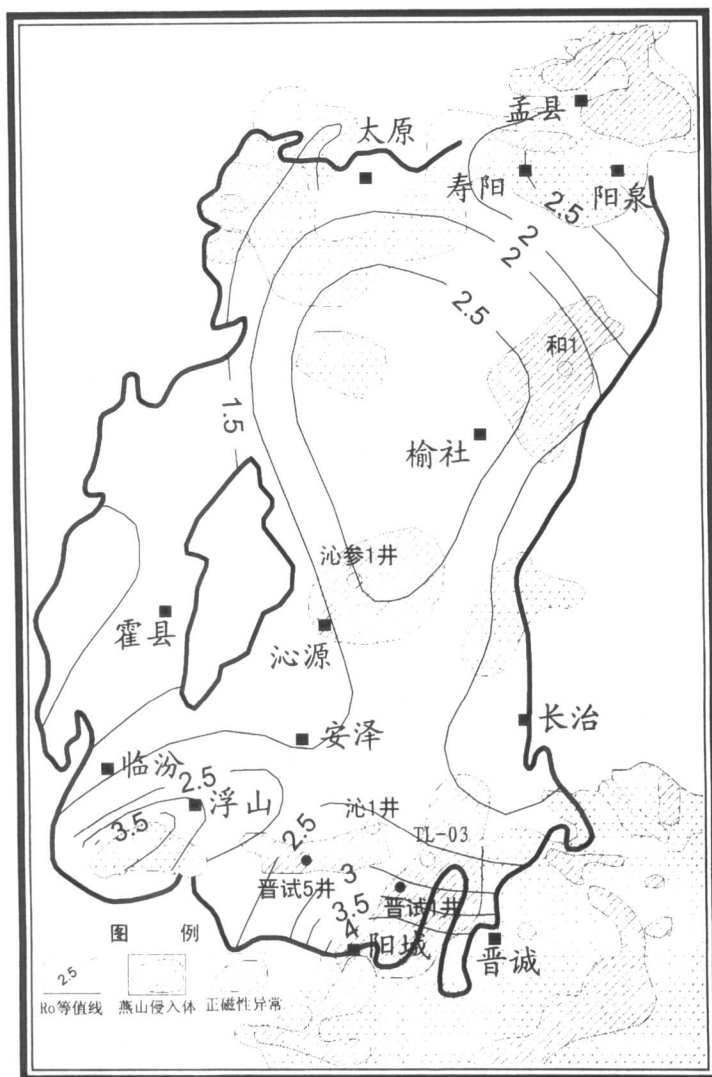 孟县
太原
寿阳
阳泉
2.5
2
2
2.5
和1
1.5
榆社
沁参1井
霍县
沁源
长治
安泽
临汾
2.5
浮山
沁1井
3.5
2.5
TL-03
晋试5井
3
3.5
晋试1井
4
阳城
晋诚
图 例
2.5
Ro等值线 燕山侵入体 正磁性异常